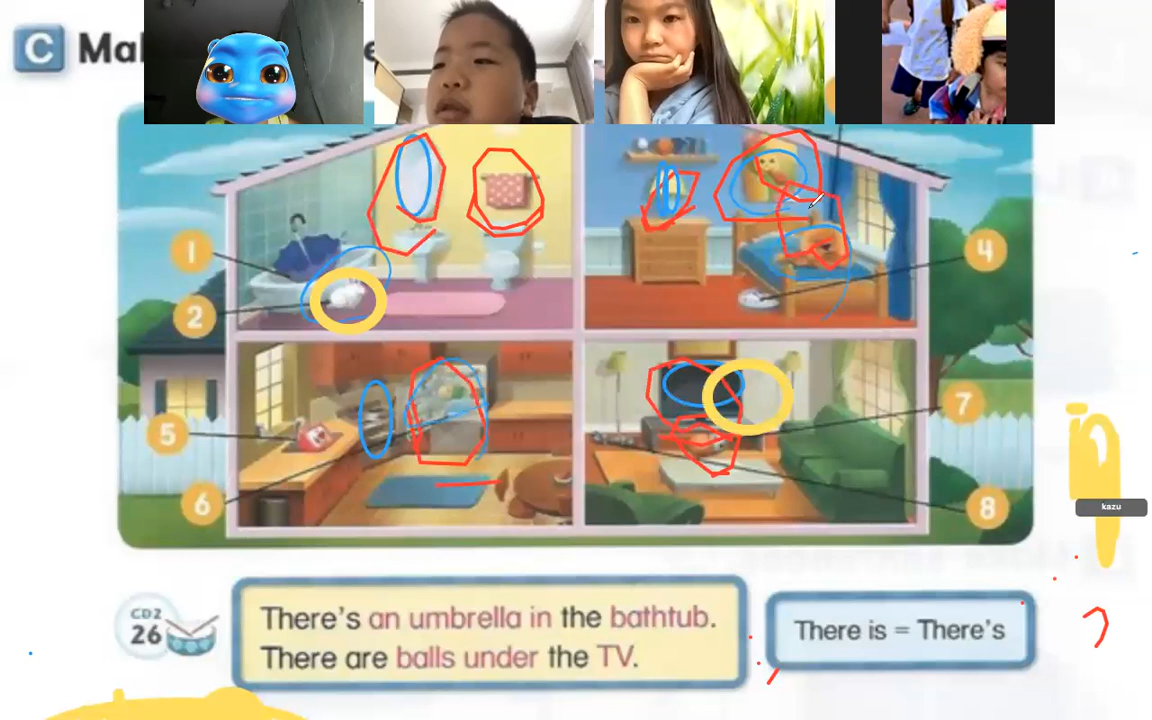 C Ma
1
2
4
5
6
7
8
kazu
CD2
26
There's an umbrella in the bathtub.
There are balls under the TV.
There is = There's